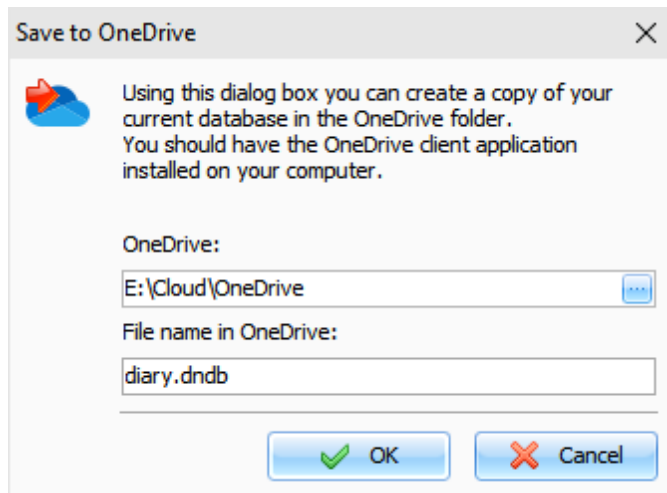 Save to OneDrive
Using this dialog box you can create a copy of your
current database in the OneDrive folder.
You should have the OneDrive client application
installed on your computer.
OneDrive:
E:\Cloud\OneDrive
...
File name in OneDrive:
diary.dndb
OK
Cancel